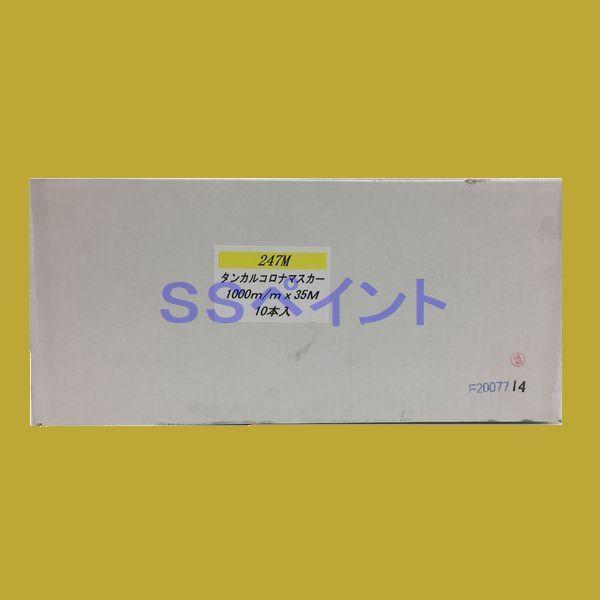 247M
タンカルコロナマスカー
1000m/m x 35M
SSペイント
10本入
F2007714